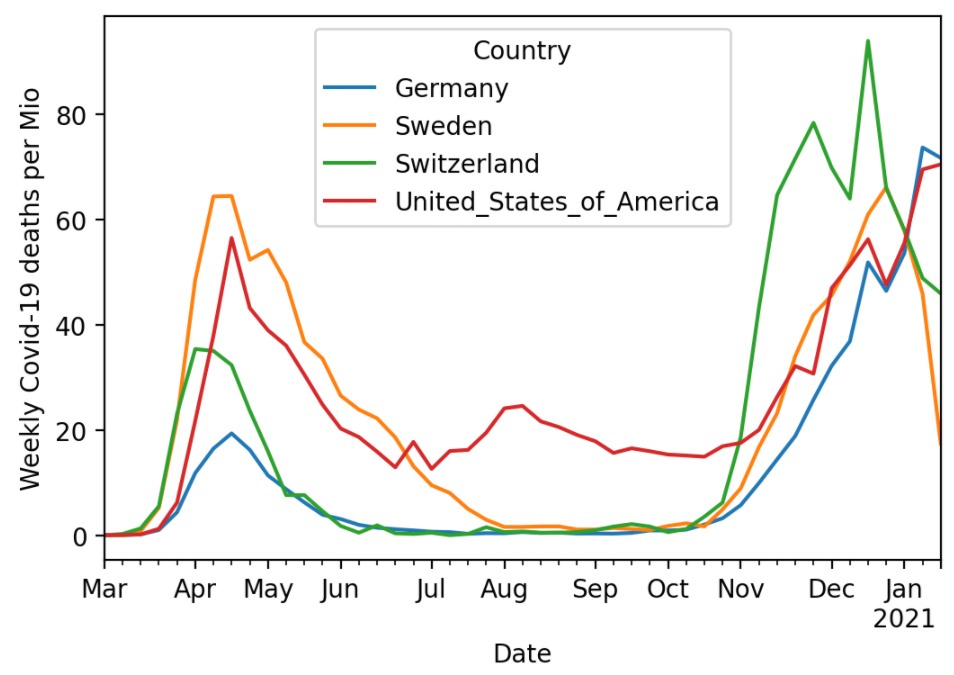 Country
Germany
Sweden
Switzerland
United_States_of_America
Weekly Covid-19 deaths per Mio
80
60
40
20
0
Mar Apr May Jun Jul Aug Sep Oct Nov Dec Jan
2021
Date